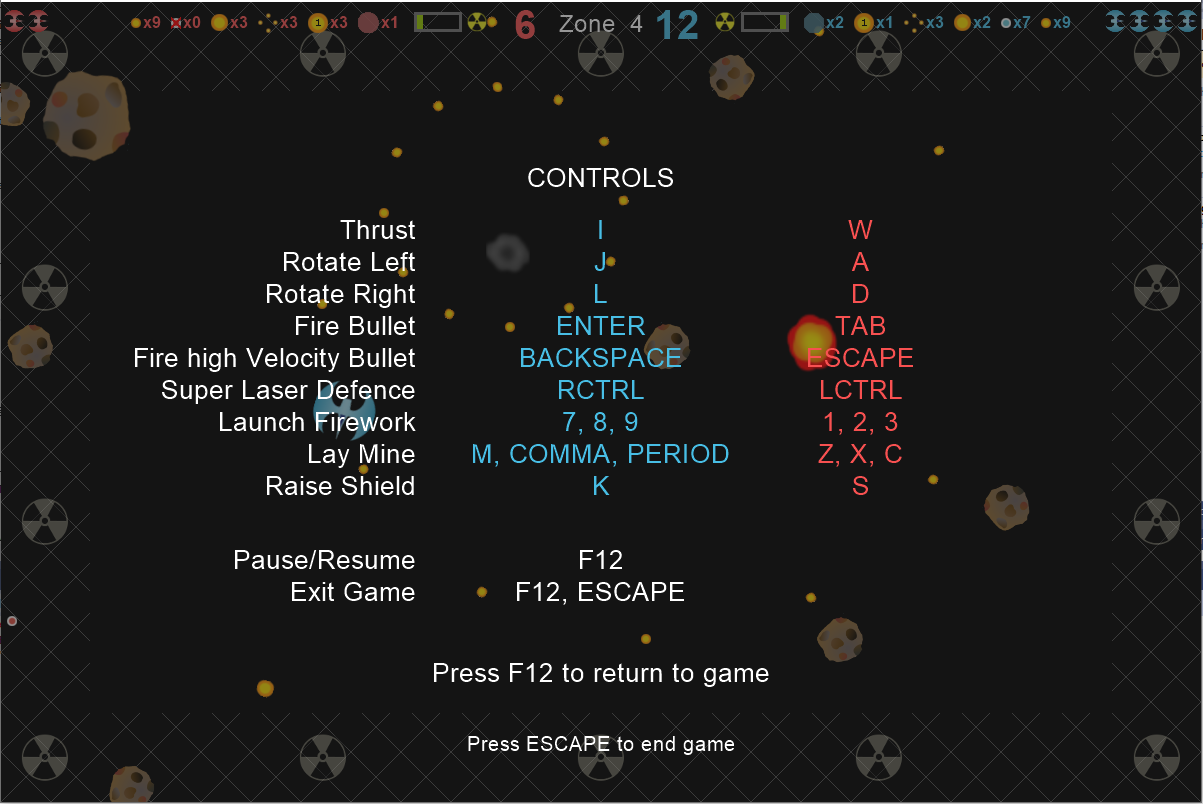 x9 x0 x3 x3 1 x3 x1 6 Zone 4 12 x2 1 x1 x3 x2 x7 x9
CONTROLS
Thrust I W
Rotate Left J A
Rotate Right L D
Fire Bullet ENTER TAB
Fire high Velocity Bullet BACKSPACE ESCAPE
Super Laser Defence RCTRL LCTRL
Launch Firework 7, 8, 9 1, 2, 3
Lay Mine M, COMMA, PERIOD Z, X, C
Raise Shield K S
Pause/Resume F12
Exit Game F12, ESCAPE
Press F12 to return to game
Press ESCAPE to end game